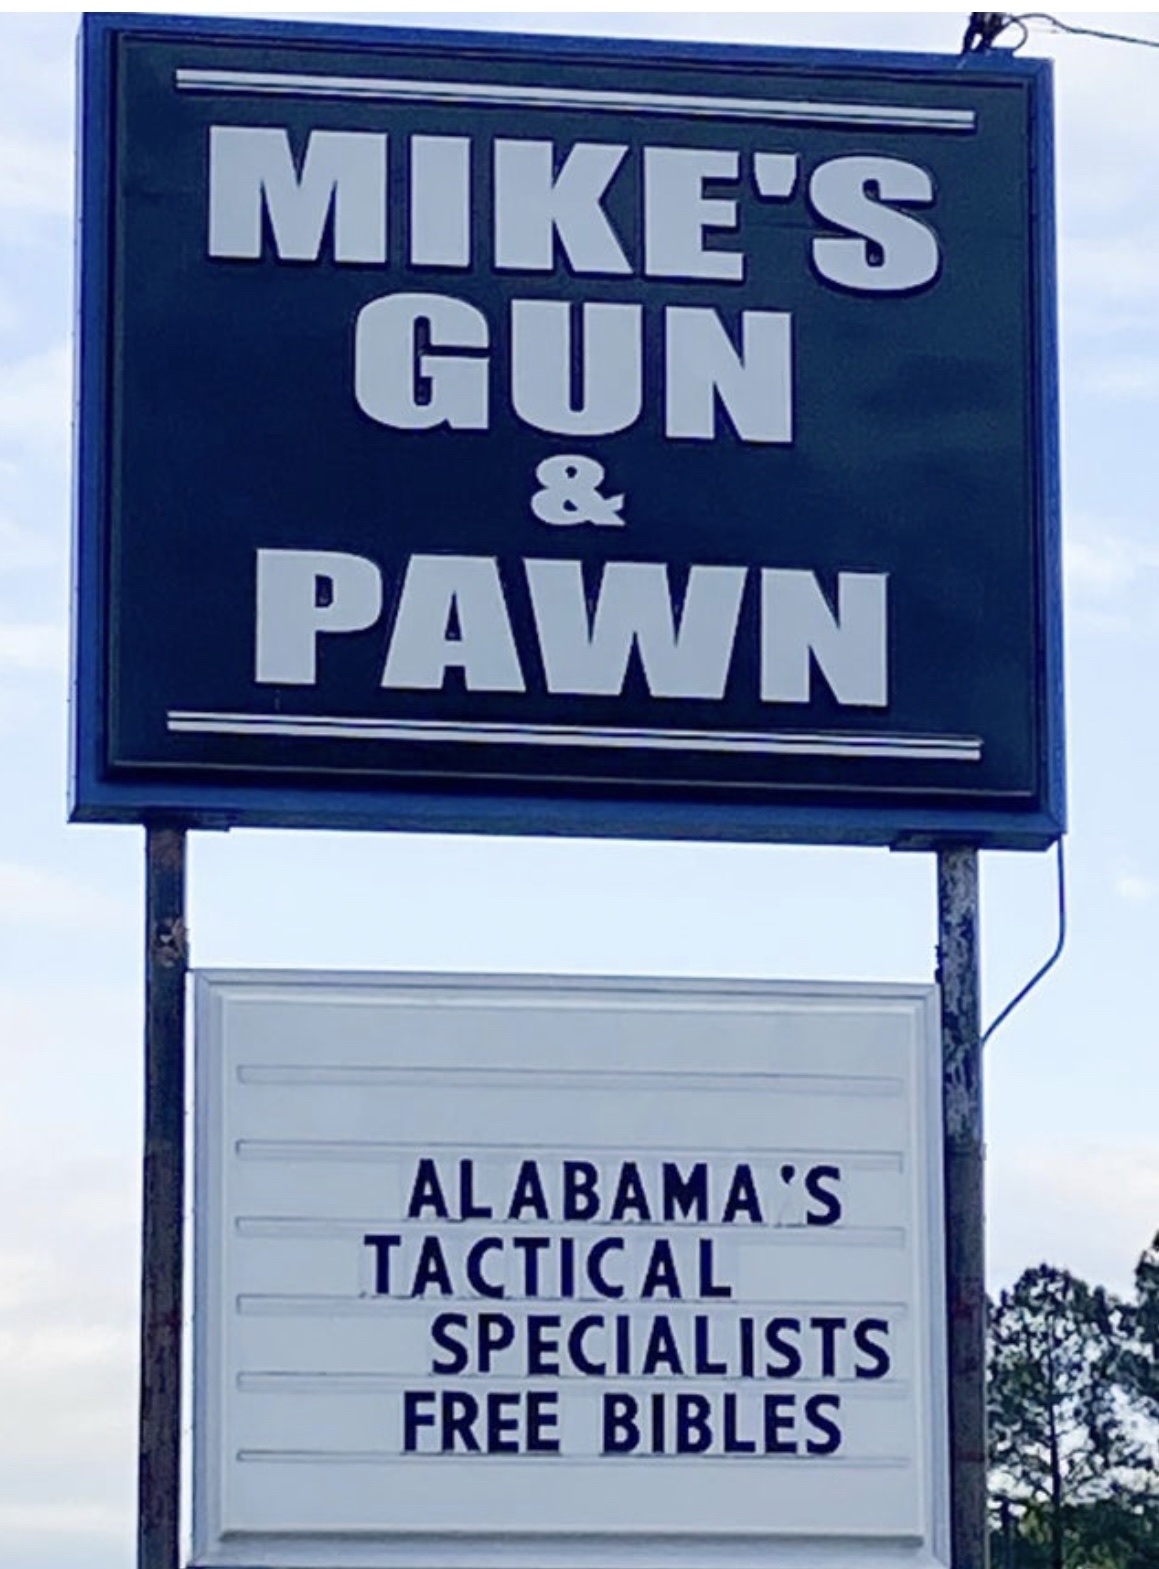 MIKE'S
GUN
&
PAWN
ALABAMA'S
TACTICAL
SPECIALISTS
FREE BIBLES